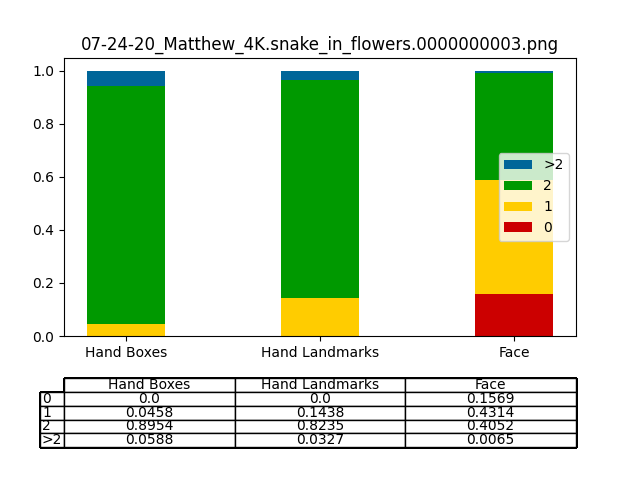 07-24-20_Matthew_4K.snake_in_flowers.0000000003.png
1.0
0.8
0.6
0.4
0.2
0.0
>2
2
1
0
Hand Boxes Hand Landmarks Face
Hand Boxes Hand Landmarks Face
0 0.0 0.0 0.1569
1 0.0458 0.1438 0.4314
2 0.8954 0.8235 0.4052
>2 0.0588 0.0327 0.0065